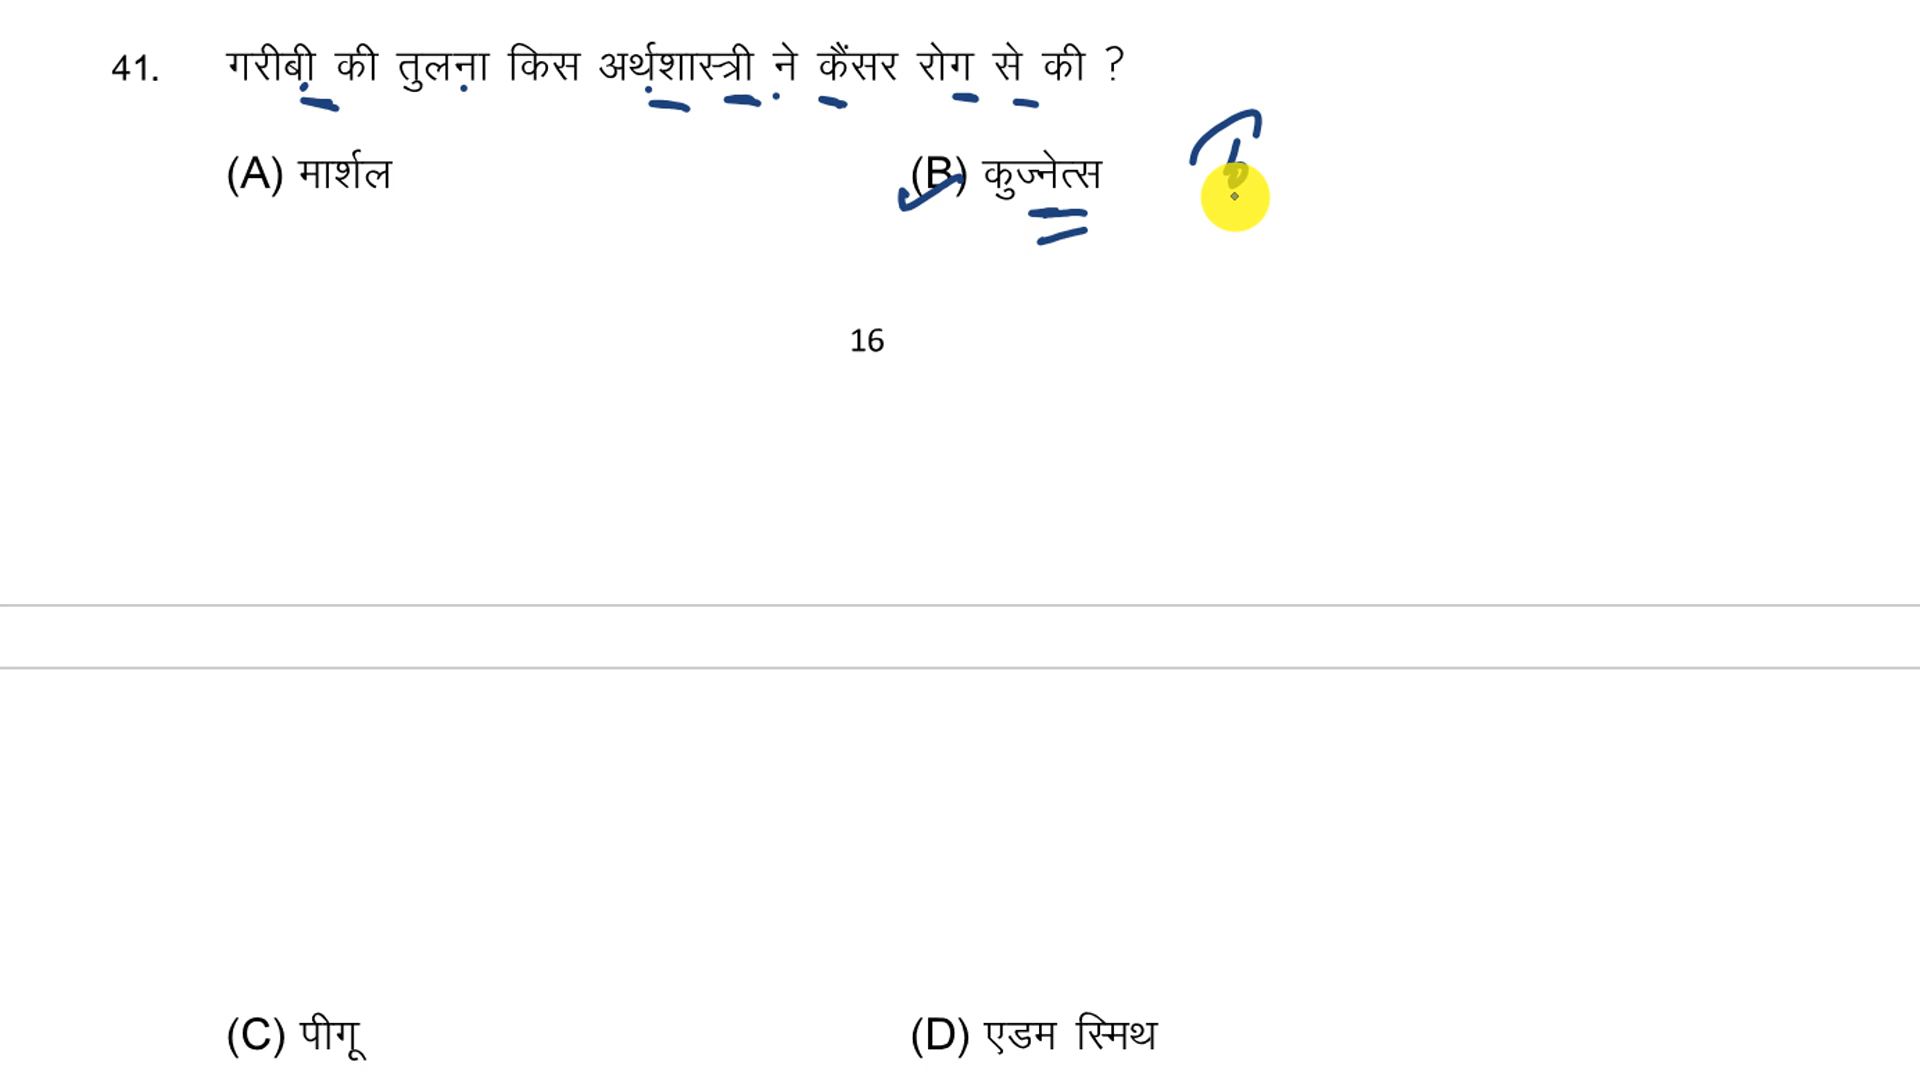 41. गरीबी की तुलना किस अर्थशास्त्री ने कैंसर रोग से की ?
(A) मार्शल (B) कुज्नेत्स
16
(C) पीगू (D) एडम स्मिथ